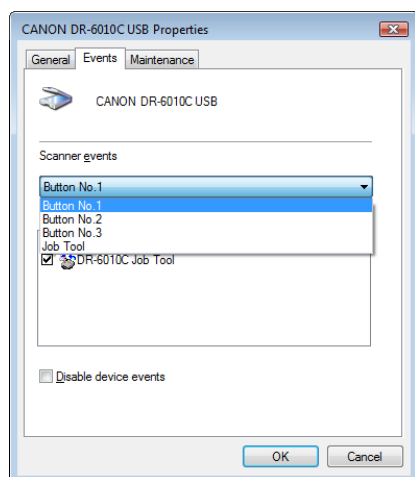 CANON DR-6010C USB Properties
General Events Maintenance
CANON DR-6010C USB
Scanner events
Button No.1
Button No.1
Button No.2
Button No.3
Job Tool
DR-6010C Job Tool
Disable device events
OK Cancel